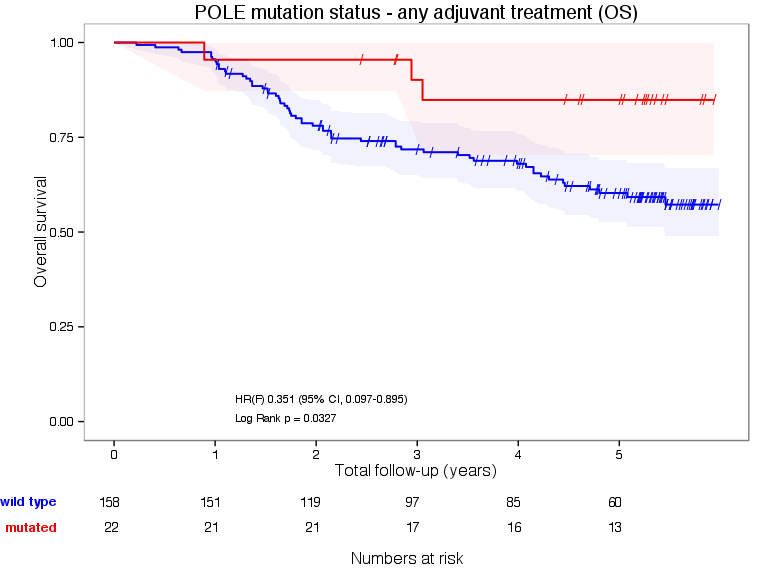 POLE mutation status - any adjuvant treatment (OS)
1.00
0.75
0.50
0.25
0.00
Overall survival
HR(F) 0.351 (95% CI, 0.097-0.895)
Log Rank p = 0.0327
0 1 2 3 4 5
Total follow-up (years)
wild type 158 151 119 97 85 60
mutated 22 21 21 17 16 13
Numbers at risk